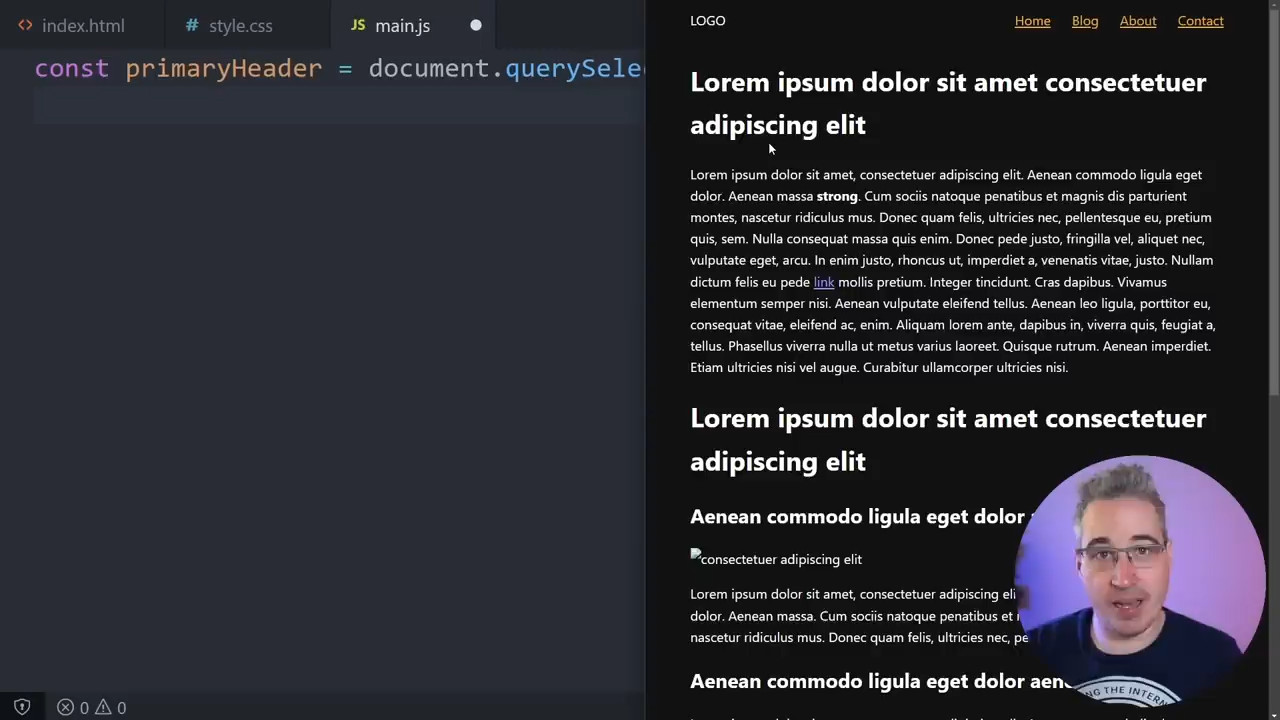 index.html
style.css
JS main.js
const primaryHeader = document.querySele
0 0
LOGO
Home Blog About Contact
Lorem ipsum dolor sit amet consectetuer
adipiscing elit
Lorem ipsum dolor sit amet, consectetuer adipiscing elit. Aenean commodo ligula eget
dolor. Aenean massa strong. Cum sociis natoque penatibus et magnis dis parturient
montes, nascetur ridiculus mus. Donec quam felis, ultricies nec, pellentesque eu, pretium
quis, sem. Nulla consequat massa quis enim. Donec pede justo, fringilla vel, aliquet nec,
vulputate eget, arcu. In enim justo, rhoncus ut, imperdiet a, venenatis vitae, justo. Nullam
dictum felis eu pede link mollis pretium. Integer tincidunt. Cras dapibus. Vivamus
elementum semper nisi. Aenean vulputate eleifend tellus. Aenean leo ligula, porttitor eu,
consequat vitae, eleifend ac, enim. Aliquam lorem ante, dapibus in, viverra quis, feugiat a,
tellus. Phasellus viverra nulla ut metus varius laoreet. Quisque rutrum. Aenean imperdiet.
Etiam ultricies nisi vel augue. Curabitur ullamcorper ultricies nisi.
Lorem ipsum dolor sit amet consectetuer
adipiscing elit
Aenean commodo ligula eget dolor
consectetuer adipiscing elit
Lorem ipsum dolor sit amet, consectetuer adipiscing eli
dolor. Aenean massa. Cum sociis natoque penatibus et
nascetur ridiculus mus. Donec quam felis, ultricies nec, pe
Aenean commodo ligula eget dolor aene
NG THE INTERN